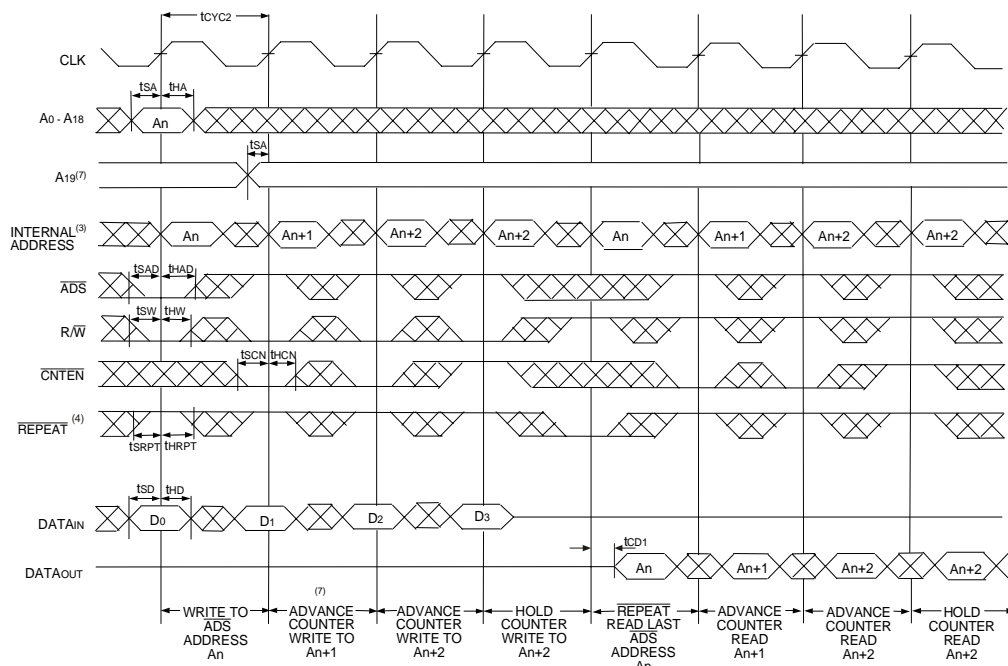 tCYC2
CLK
tSA tHA
A0 - A18 An
tSA
A19(7)
INTERNAL(3)
ADDRESS
An An+1 An+2 An+2 An An+1 An+2 An+2
tSAD tHAD
ADS
tSW tHW
R/W
tSCN tHCN
CNTEN
REPEAT (4)
tSRPT tHRPT
tSD tHD
DATAIN D0 D1 D2 D3
tCD1
DATAOUT An An+1 An+2 An+2
WRITE TO
ADS
ADDRESS
An
(7)
ADVANCE
COUNTER
WRITE TO
An+1
ADVANCE
COUNTER
WRITE TO
An+2
HOLD
COUNTER
WRITE TO
An+2
REPEAT
READ LAST
ADS
ADDRESS
An
ADVANCE
COUNTER
READ
An+1
ADVANCE
COUNTER
READ
An+2
HOLD
COUNTER
READ
An+2